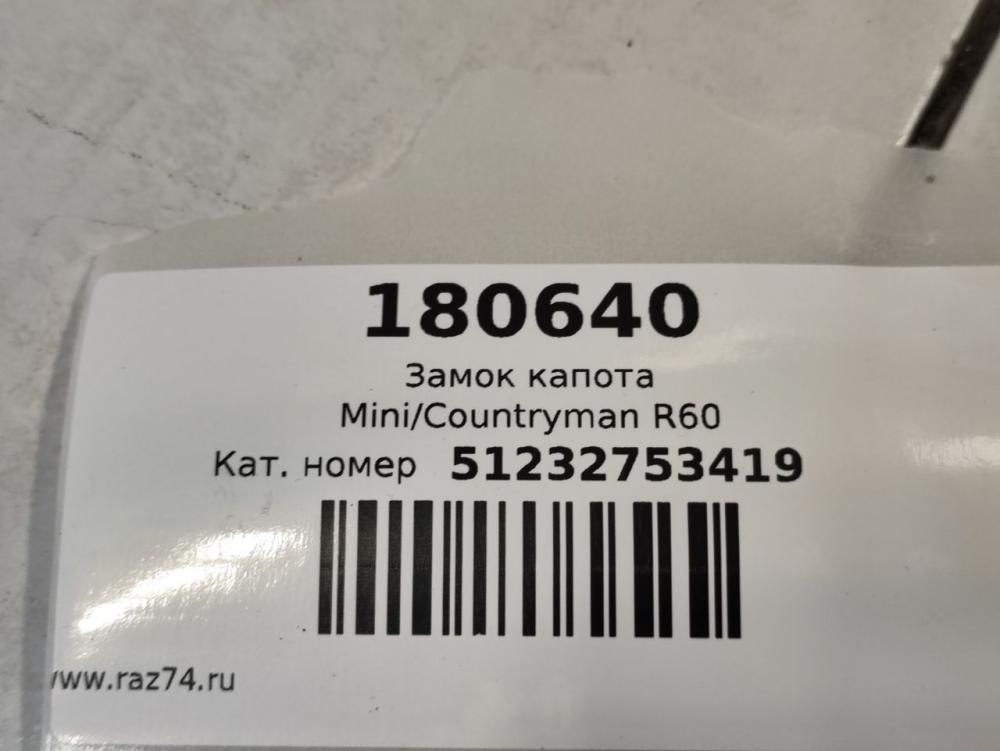 180640
Замок капота
Mini/Countryman R60
Кат. номер 51232753419
www.raz74.ru